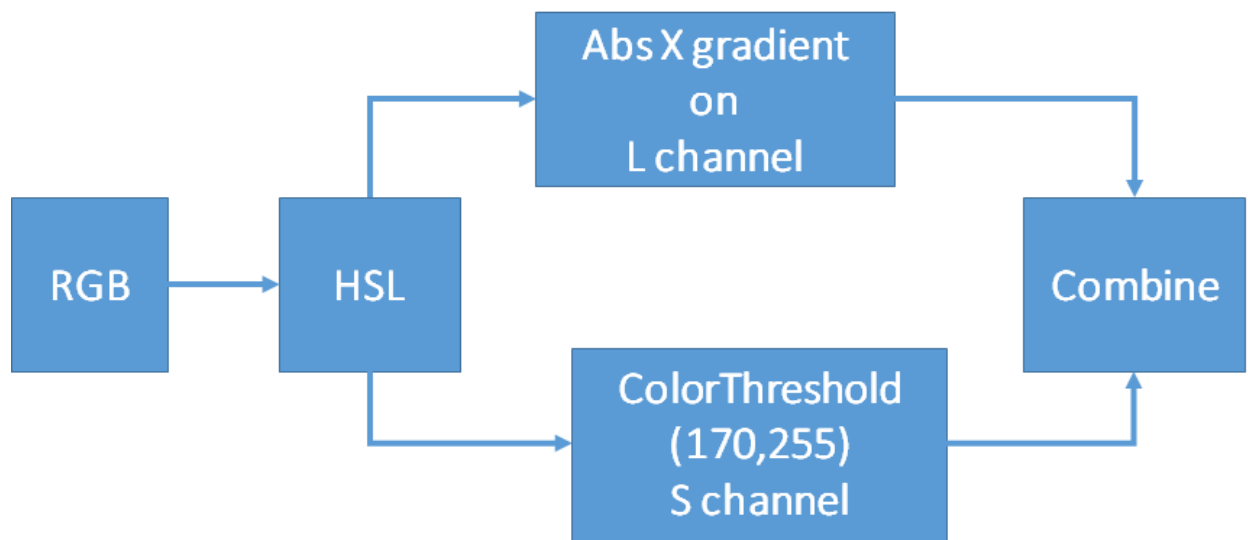 RGB
HSL
Abs X gradient
on
L channel
ColorThreshold
(170,255)
S channel
Combine